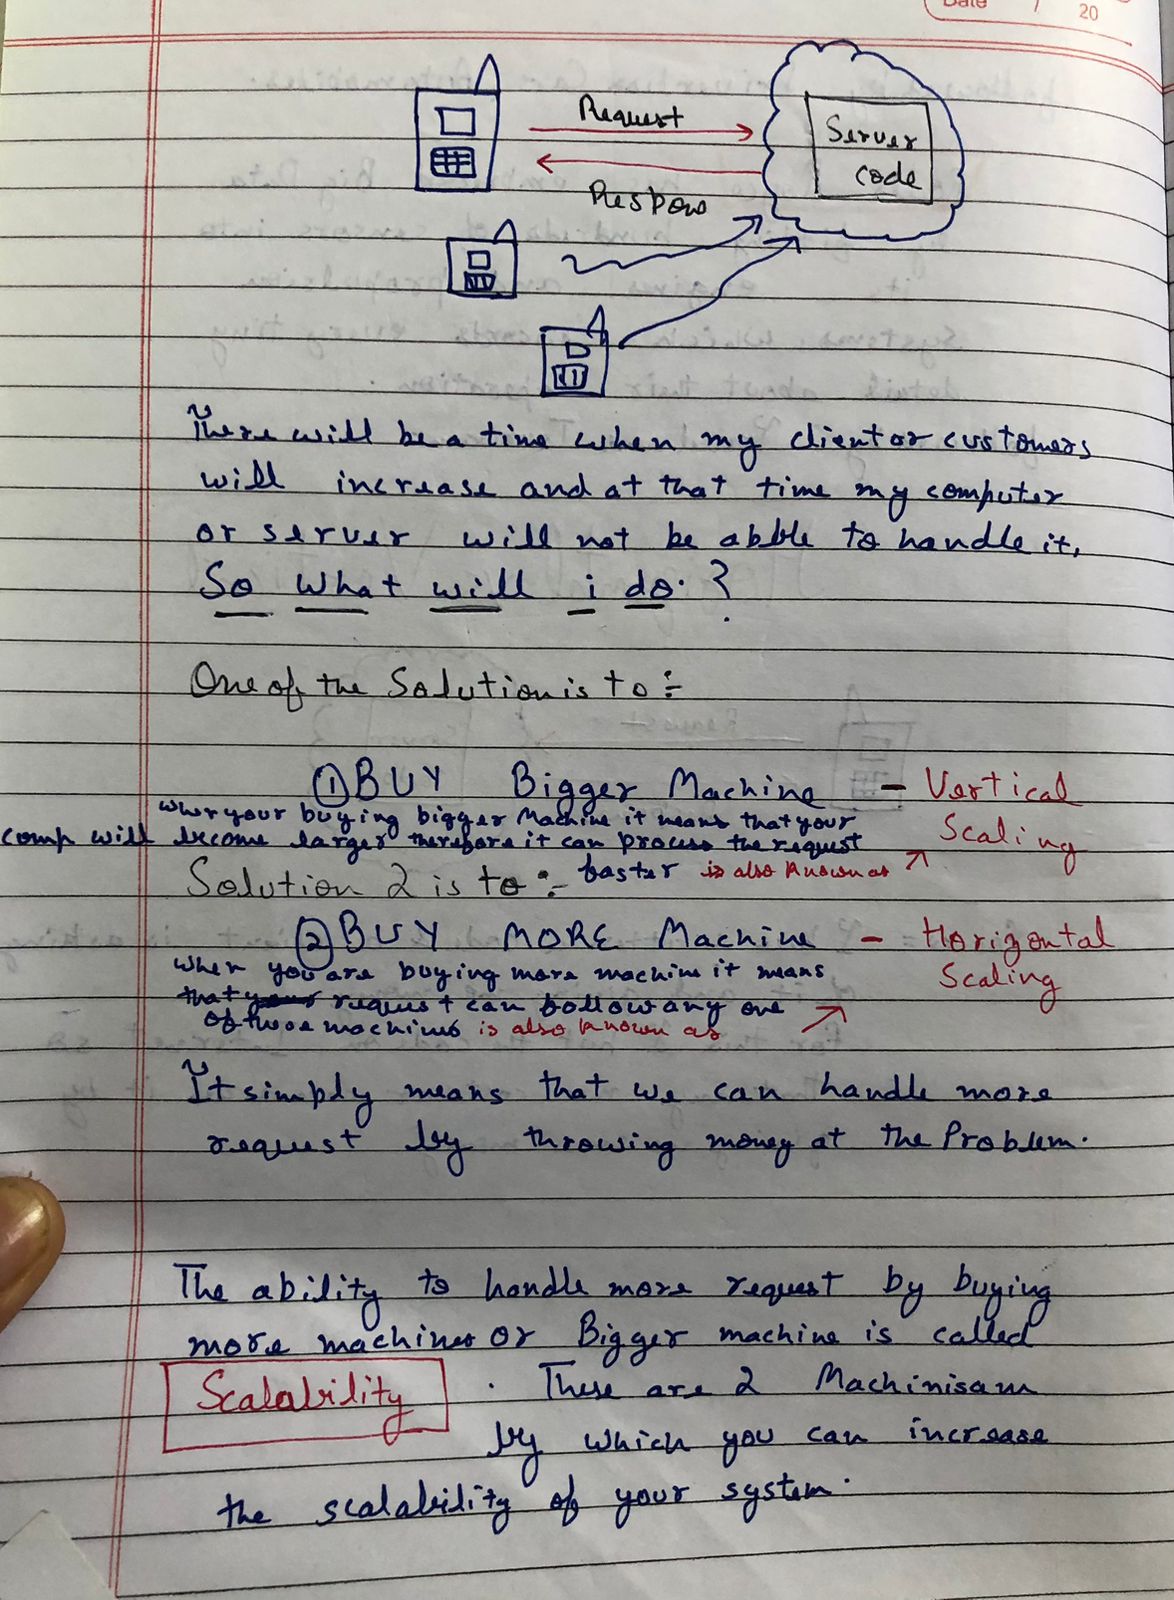 Date / 20
Request
Server
code
Respow
There will be a time when my client or customers
will increase and at that time my computer
or server will not be abble to handle it,
So what will i do. ?
One of the Solution is to :-
① BUY Bigger Machine - Vertical
Scaling
When your buying bigger Machine it means that your
comp will become larger therefore it can process the request
faster is also known as
Solution 2 is to :-
② BUY MORE Machine - Horizontal
Scaling
When you are buying more machine it means
that request can follow any one
of those machines is also known as
It simply means that we can handle more
request by throwing money at the Problem.
The ability to handle more request by buying
more machines or Bigger machine is called
Scalability . These are 2 Machinisam
by which you can increase
the scalability of your system.